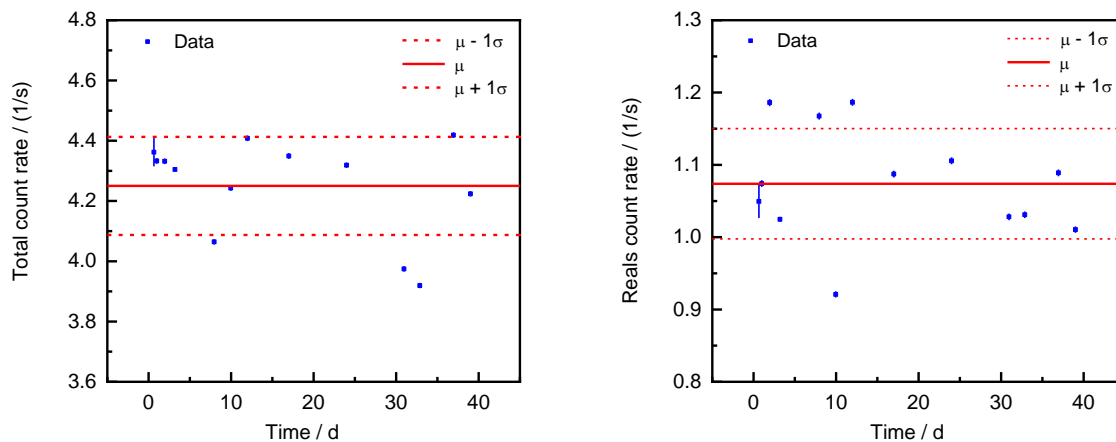 Total count rate / (1/s)
4.8
4.6
4.4
4.2
4.0
3.8
3.6
Data
μ - 1σ
μ
μ + 1σ
0
10
20
30
40
Time / d
Reals count rate / (1/s)
1.3
1.2
1.1
1.0
0.9
0.8
Data
μ - 1σ
μ
μ + 1σ
0
10
20
30
40
Time / d